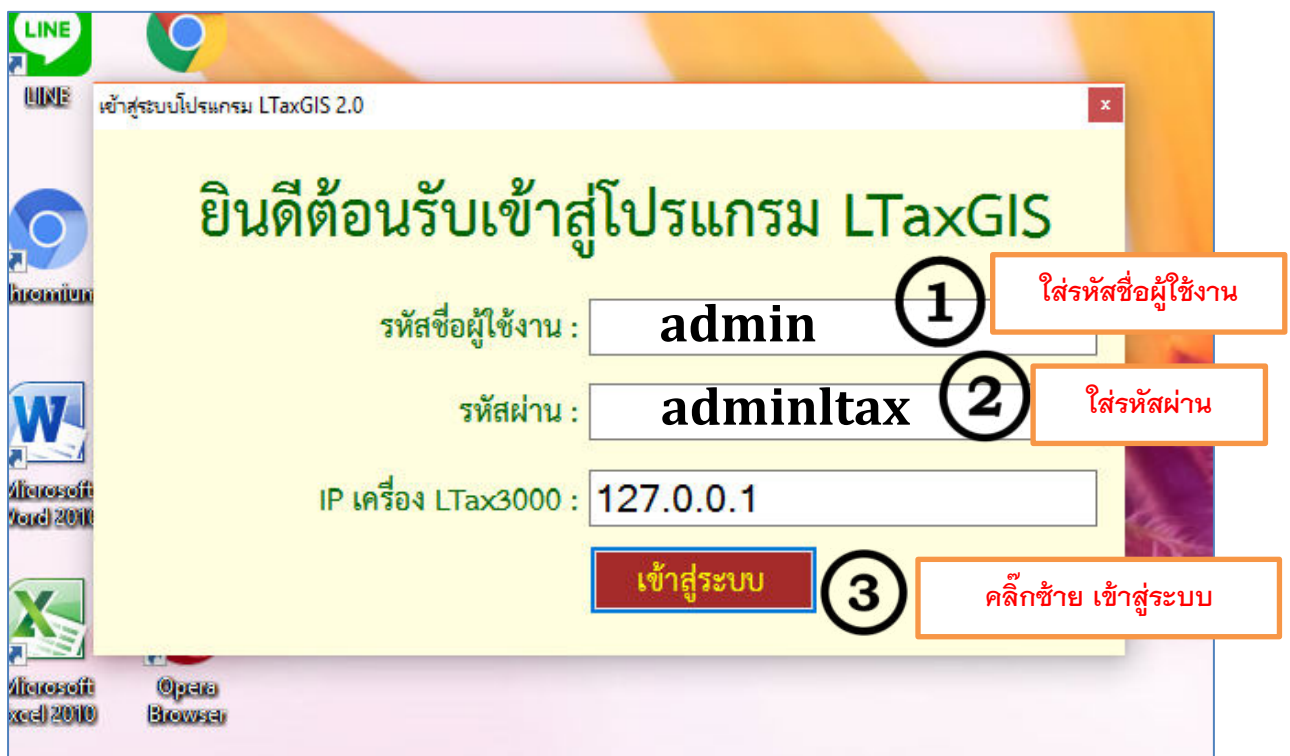 LINE
LINE
เข้าสู่ระบบโปรแกรม LTaxGIS 2.0
x
ยินดีต้อนรับเข้าสู่โปรแกรม LTaxGIS
hromium
รหัสชื่อผู้ใช้งาน : admin
1
ใส่รหัสชื่อผู้ใช้งาน
รหัสผ่าน : adminltax
2
ใส่รหัสผ่าน
W
Microsoft
Word 2010
IP เครื่อง LTax3000 : 127.0.0.1
เข้าสู่ระบบ
3
คลิ๊กซ้าย เข้าสู่ระบบ
X
Microsoft
xcel 2010
Opera
Browser